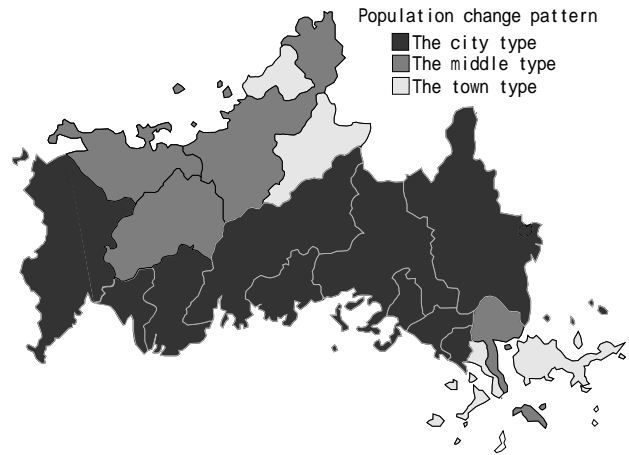 Population change pattern
The city type
The middle type
The town type